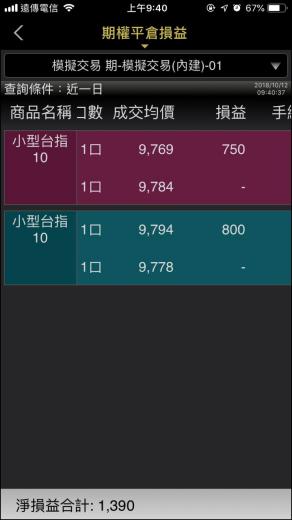 遠傳電信 上午9:40 67%
期權平倉損益
模擬交易 期-模擬交易(內建)-01
查詢條件：近一日 2018/10/12
09:40:37
商品名稱 口數 成交均價 損益 手續
小型台指 1口 9,769 750
10
1口 9,784 -
小型台指 1口 9,794 800
10
1口 9,778 -
淨損益合計: 1,390